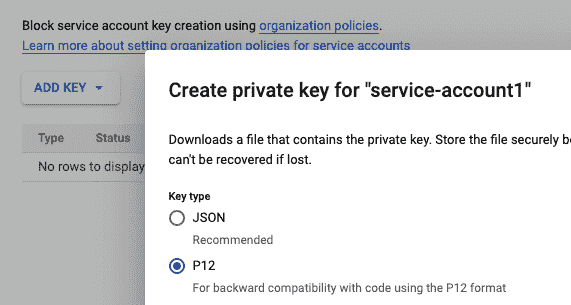 Block service account key creation using organization policies.
Learn more about setting organization policies for service accounts
ADD KEY
Type Status
No rows to display
Create private key for "service-account1"
Downloads a file that contains the private key. Store the file securely
can't be recovered if lost.
Key type
JSON
Recommended
P12
For backward compatibility with code using the P12 format